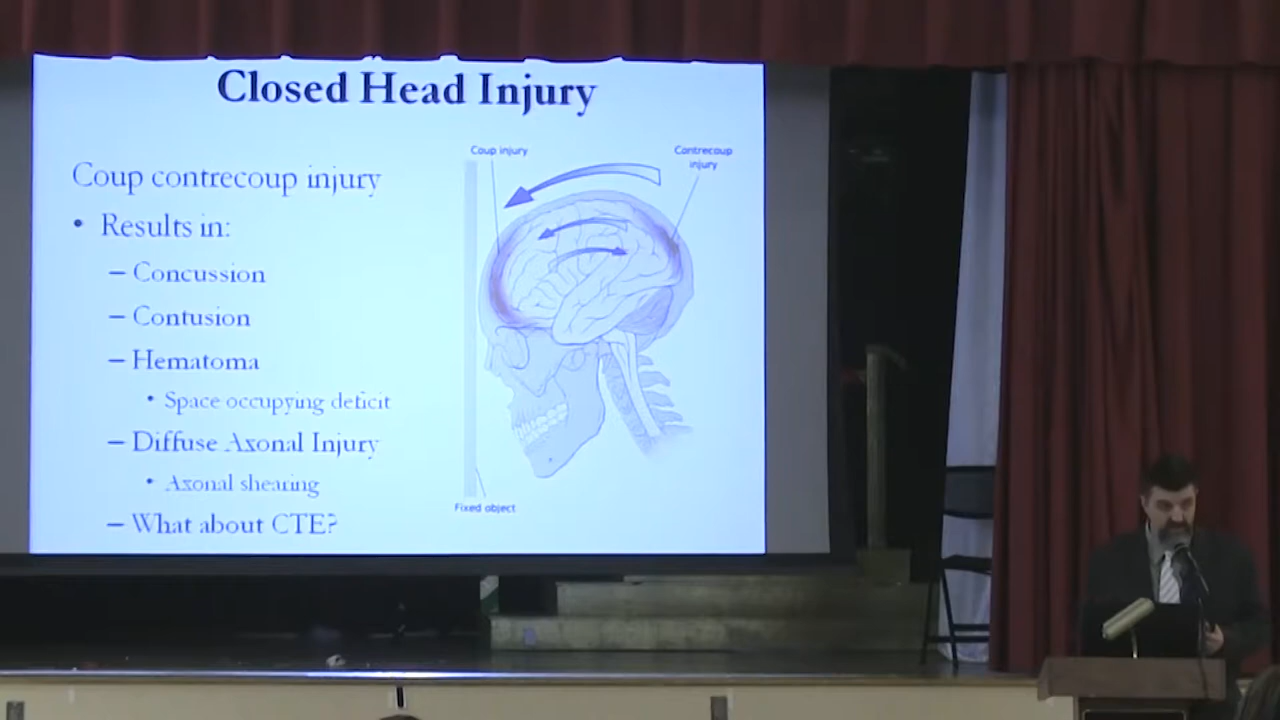 Closed Head Injury
Coup contrecoup injury
• Results in:
– Concussion
– Contusion
– Hematoma
• Space occupying deficit
– Diffuse Axonal Injury
• Axonal shearing
– What about CTE?
Coup injury
Contrecoup
injury
Fixed object